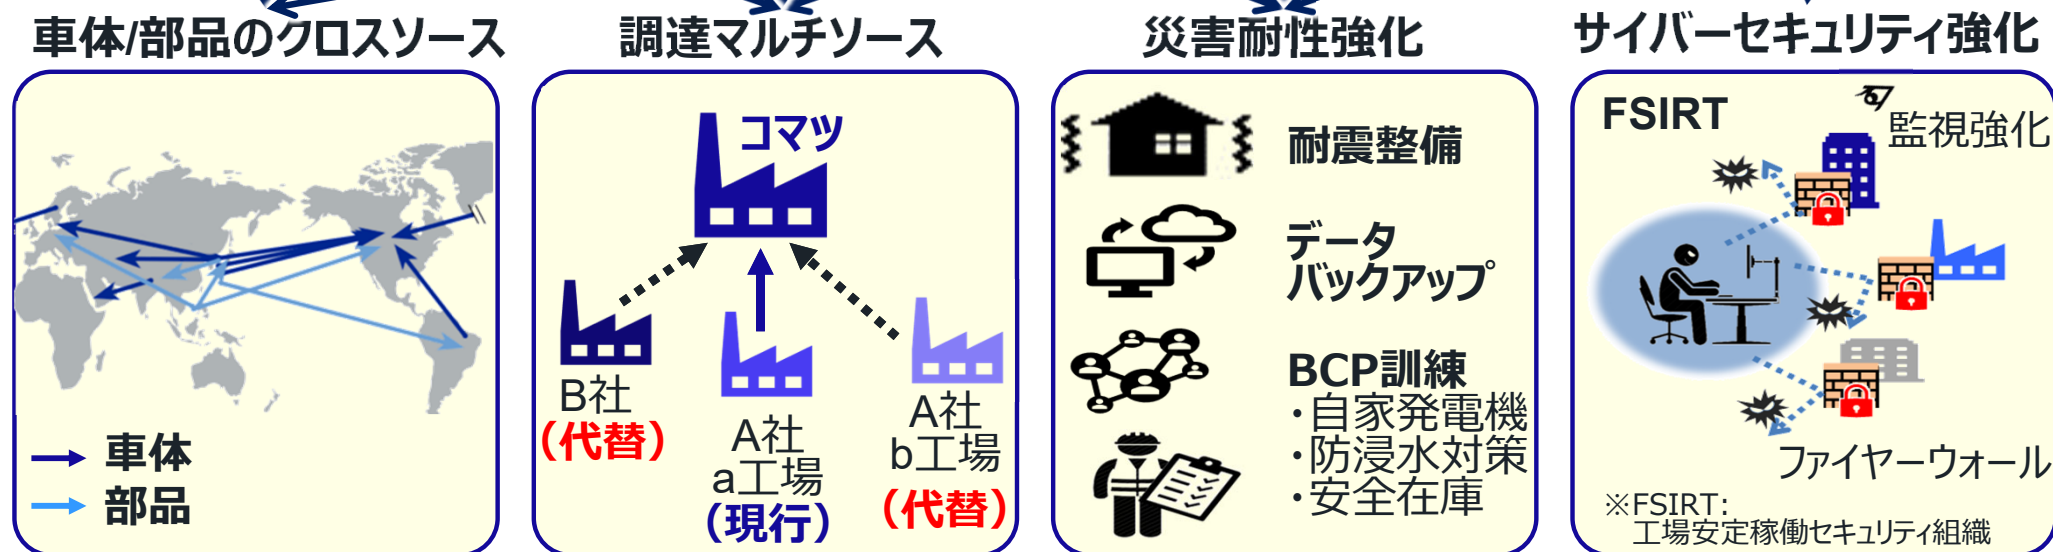 車体/部品のクロスソース
車体
部品
調達マルチソース
コマツ
B社
(代替)
A社
a工場
(現行)
A社
b工場
(代替)
災害耐性強化
耐震整備
データ
バックアップ
BCP訓練
・自家発電機
・防浸水対策
・安全在庫
サイバーセキュリティ強化
FSIRT
監視強化
ファイヤーウォール
※FSIRT:
工場安定稼働セキュリティ組織